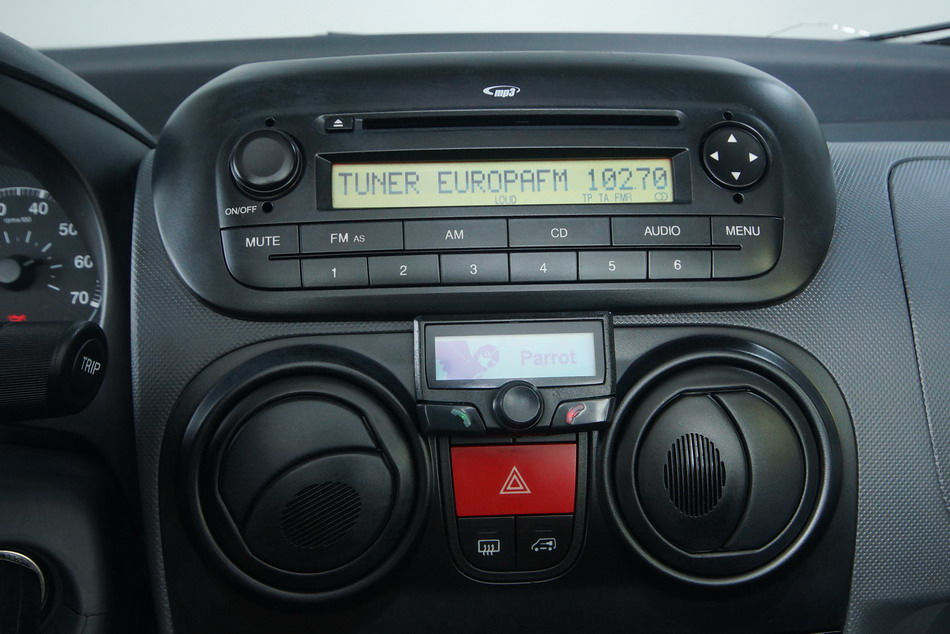 mp3
TUNER EUROPAFM 10270
LOUD TP TA FMR
ON/OFF
MUTE FM AS AM CD AUDIO MENU
1 2 3 4 5 6
40
50
60
70
TRIP
Parrot